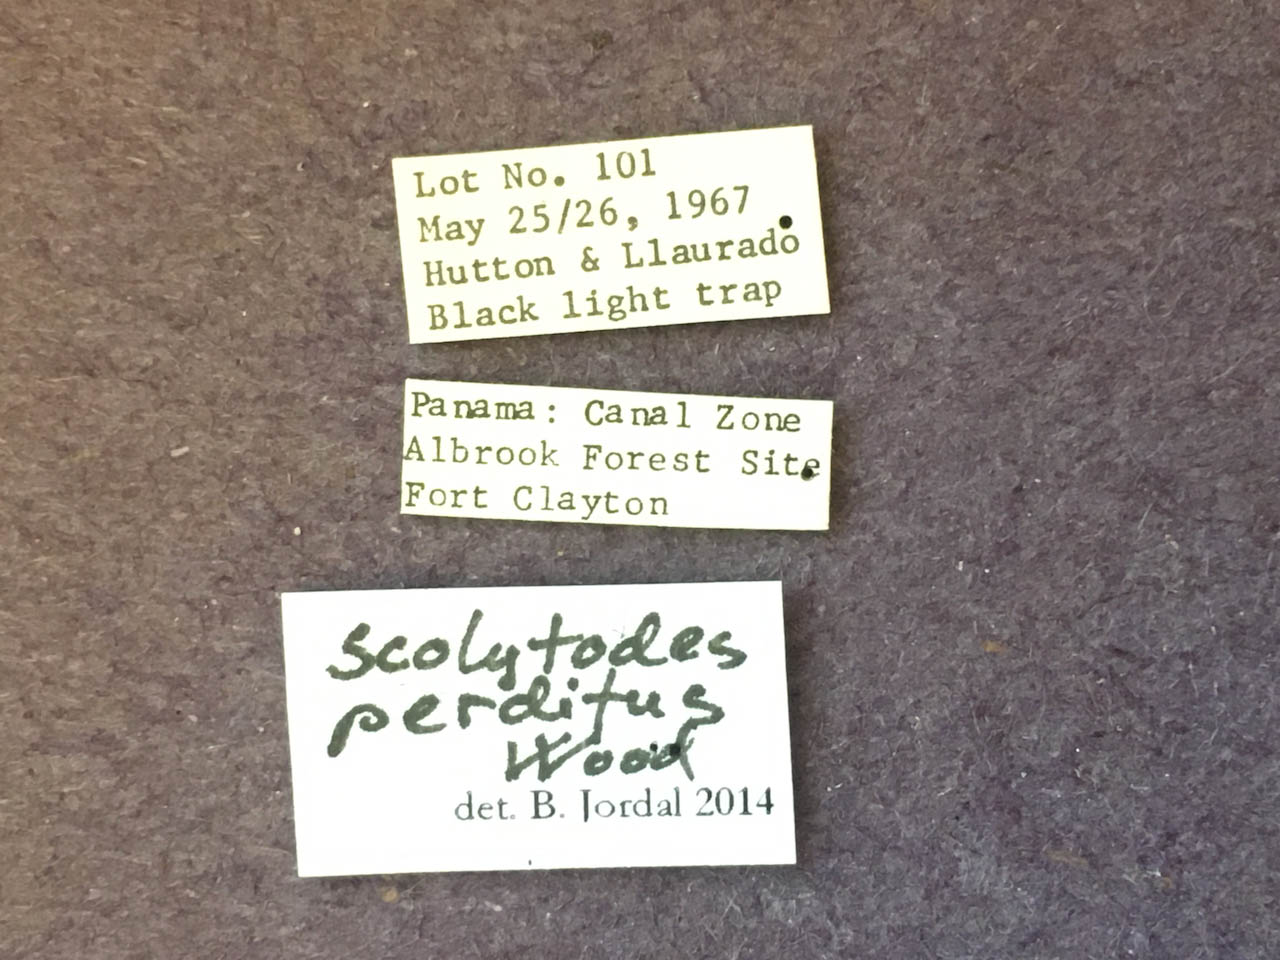 Lot No. 101
May 25/26, 1967
Hutton & Llaurado
Black light trap
Panama: Canal Zone
Albrook Forest Site
Fort Clayton
scolytodes
perditus
Wood
det. B. Jordal 2014